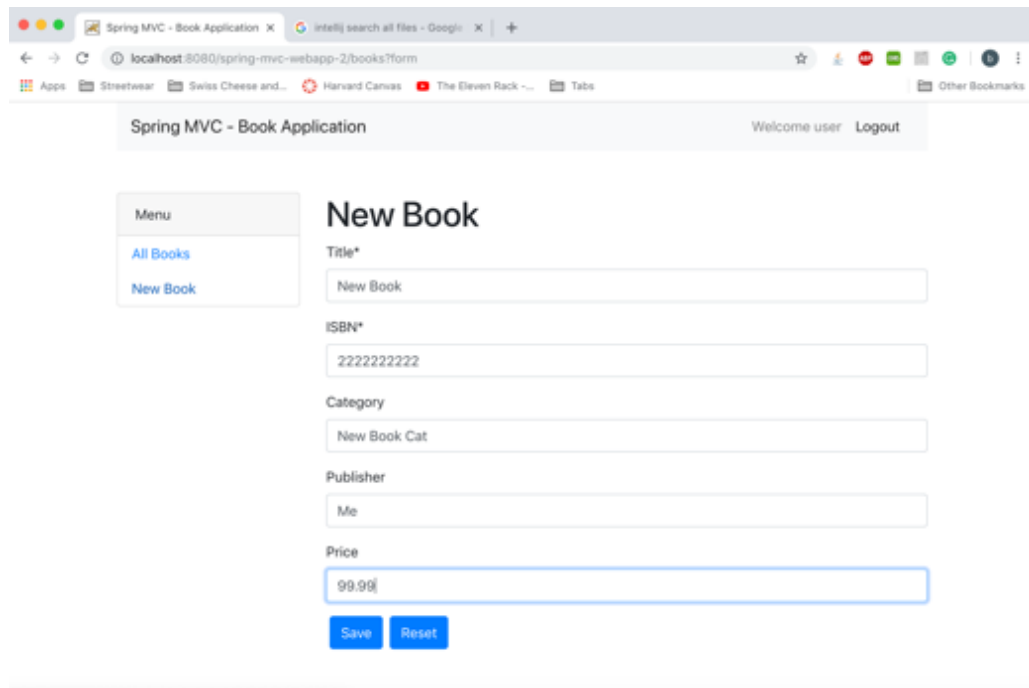 Spring MVC - Book Application
intellij search all files - Google
localhost:8080/spring-mvc-webapp-2/books?form
Apps Streetwear Swiss Cheese and... Harvard Canvas The Eleven Rack -... Tabs Other Bookmarks
Spring MVC - Book Application Welcome user Logout
Menu
All Books
New Book
New Book
Title*
New Book
ISBN*
2222222222
Category
New Book Cat
Publisher
Me
Price
99.99
Save Reset